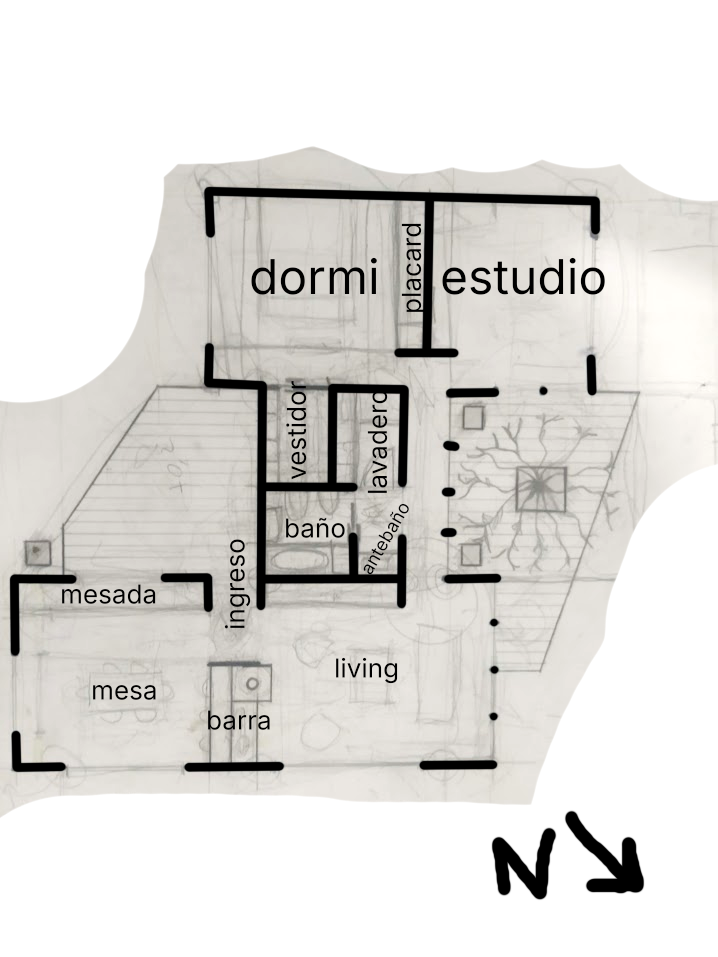 dormi
placard
estudio
vestidor
lavadero
baño
antebaño
ingreso
mesada
mesa
living
barra
N